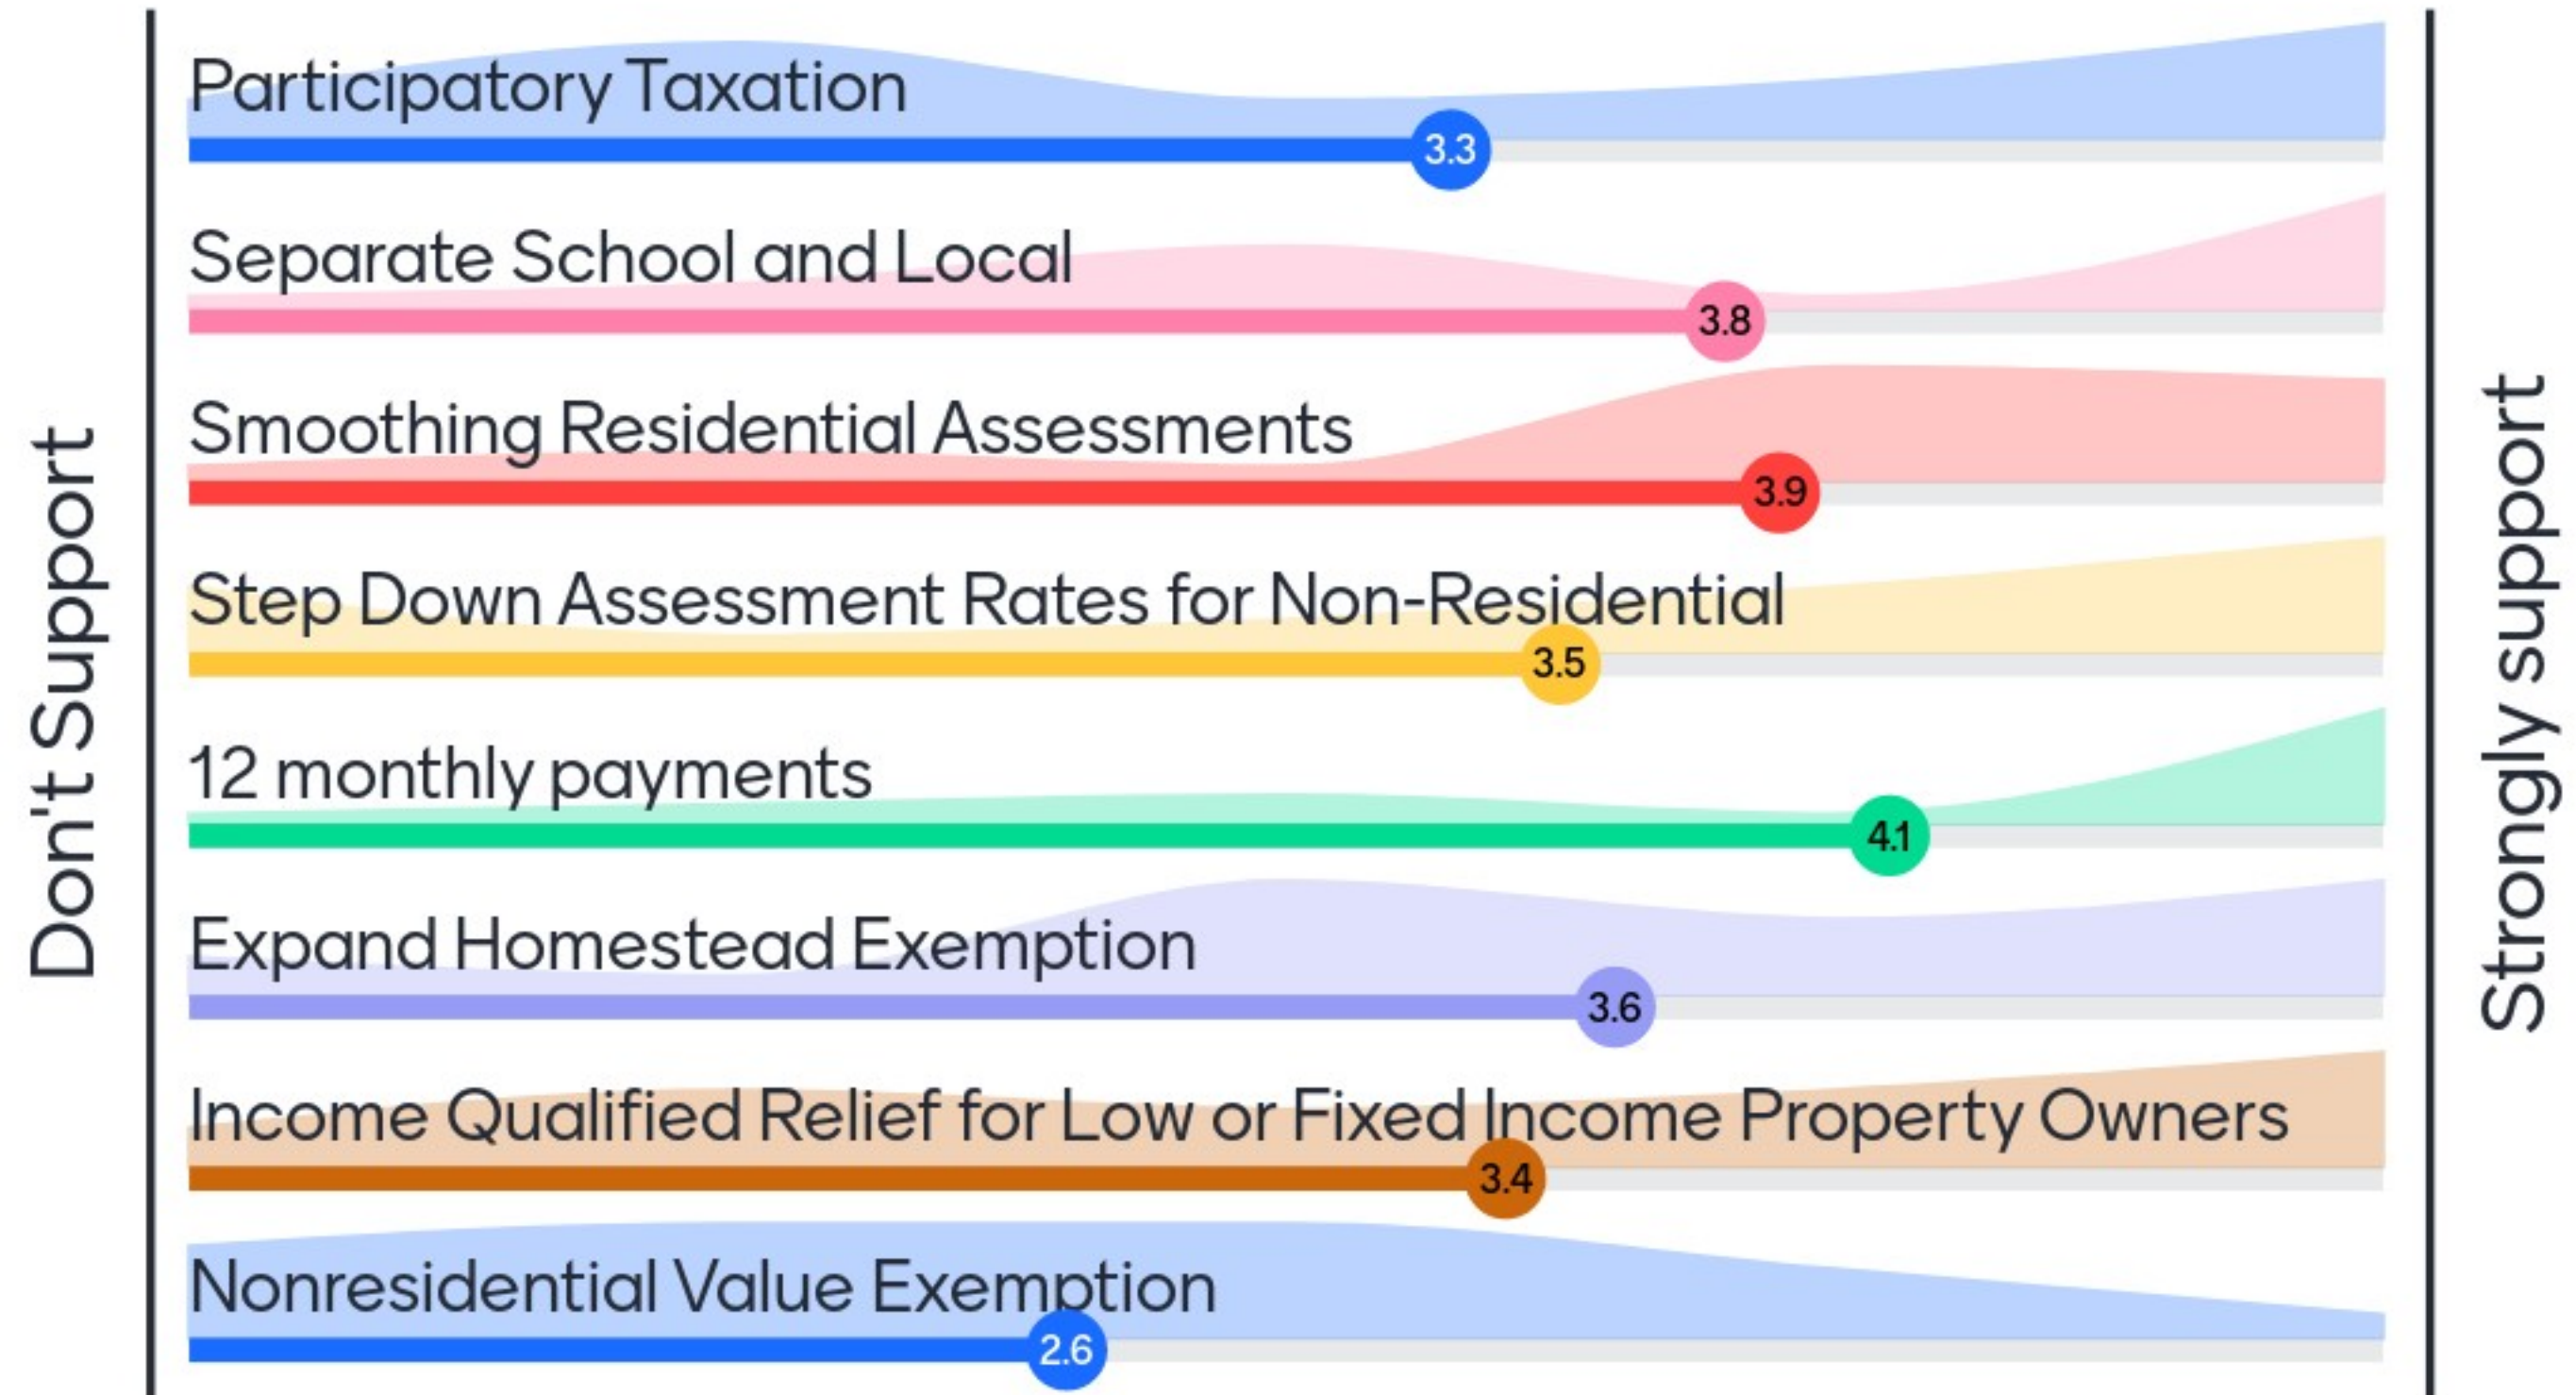 Don't Support
Participatory Taxation
3.3
Separate School and Local
3.8
Smoothing Residential Assessments
3.9
Step Down Assessment Rates for Non-Residential
3.5
12 monthly payments
4.1
Expand Homestead Exemption
3.6
Income Qualified Relief for Low or Fixed Income Property Owners
3.4
Nonresidential Value Exemption
2.6
Strongly support